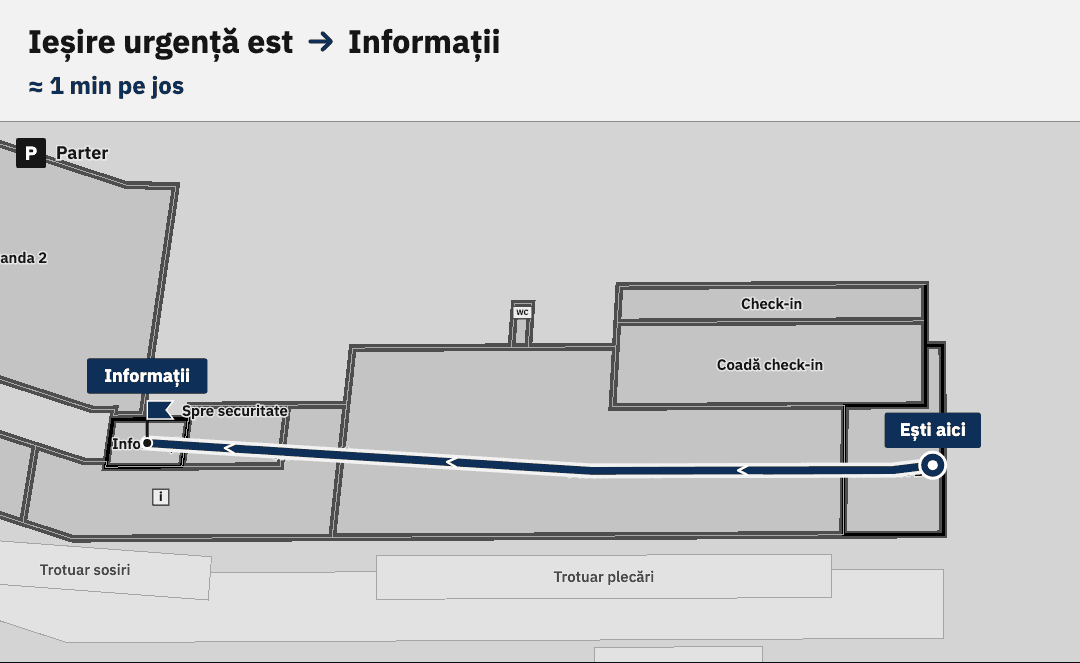 Ieșire urgență est → Informații
≈ 1 min pe jos
P Parter
anda 2
Check-in
WC
Coadă check-in
Informații
Spre securitate
Ești aici
Info
i
Trotuar sosiri
Trotuar plecări